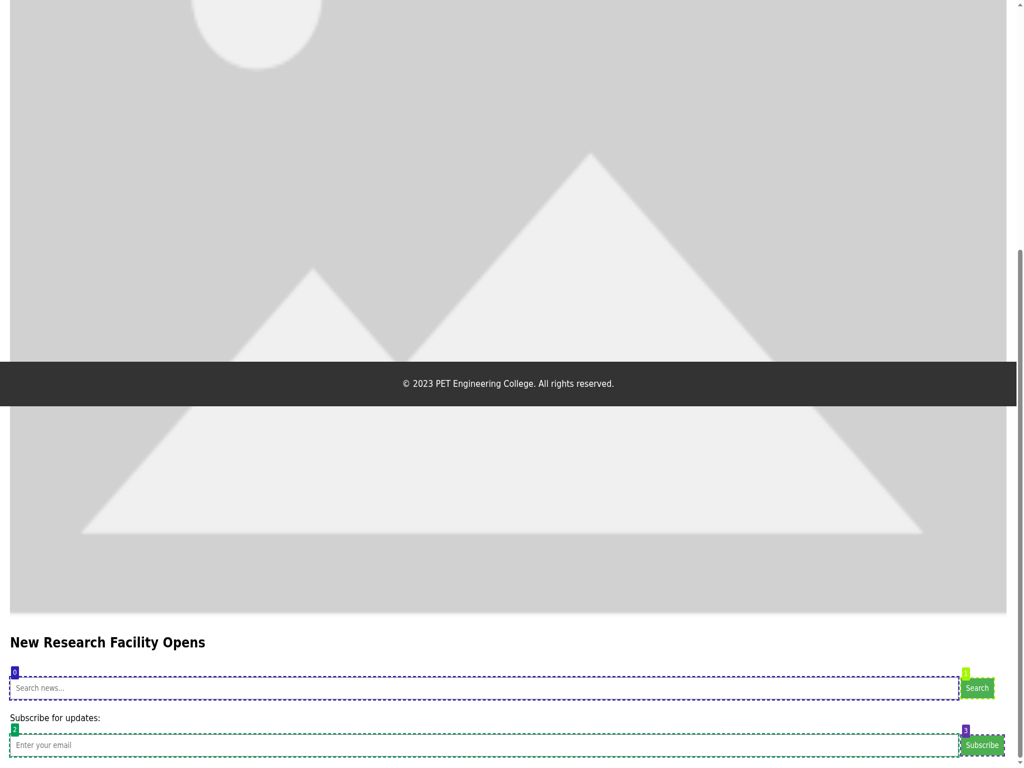 © 2023 PET Engineering College. All rights reserved.
New Research Facility Opens
0
1
Search news...
Search
Subscribe for updates:
2
3
Enter your email
Subscribe